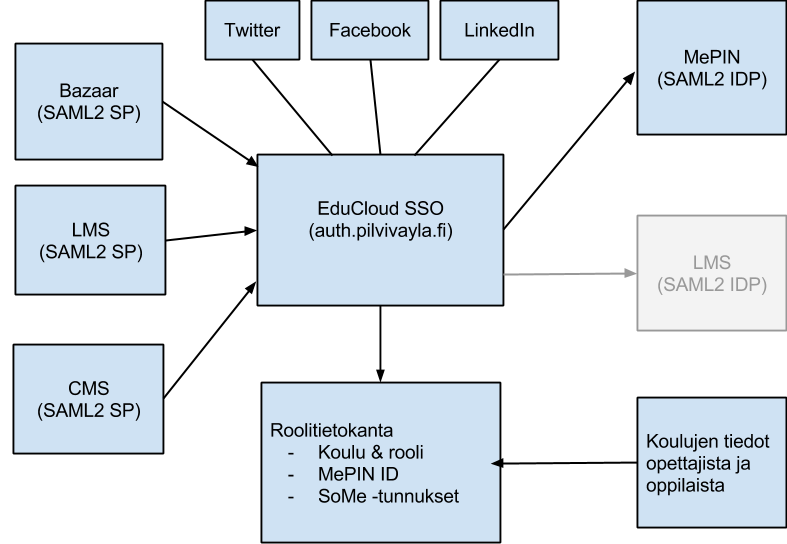 Twitter
Facebook
LinkedIn
Bazaar
(SAML2 SP)
MePIN
(SAML2 IDP)
LMS
(SAML2 SP)
EduCloud SSO
(auth.pilvivayla.fi)
LMS
(SAML2 IDP)
CMS
(SAML2 SP)
Roolitietokanta
- Koulu & rooli
- MePIN ID
- SoMe -tunnukset
Koulujen tiedot
opettajista ja
oppilaista